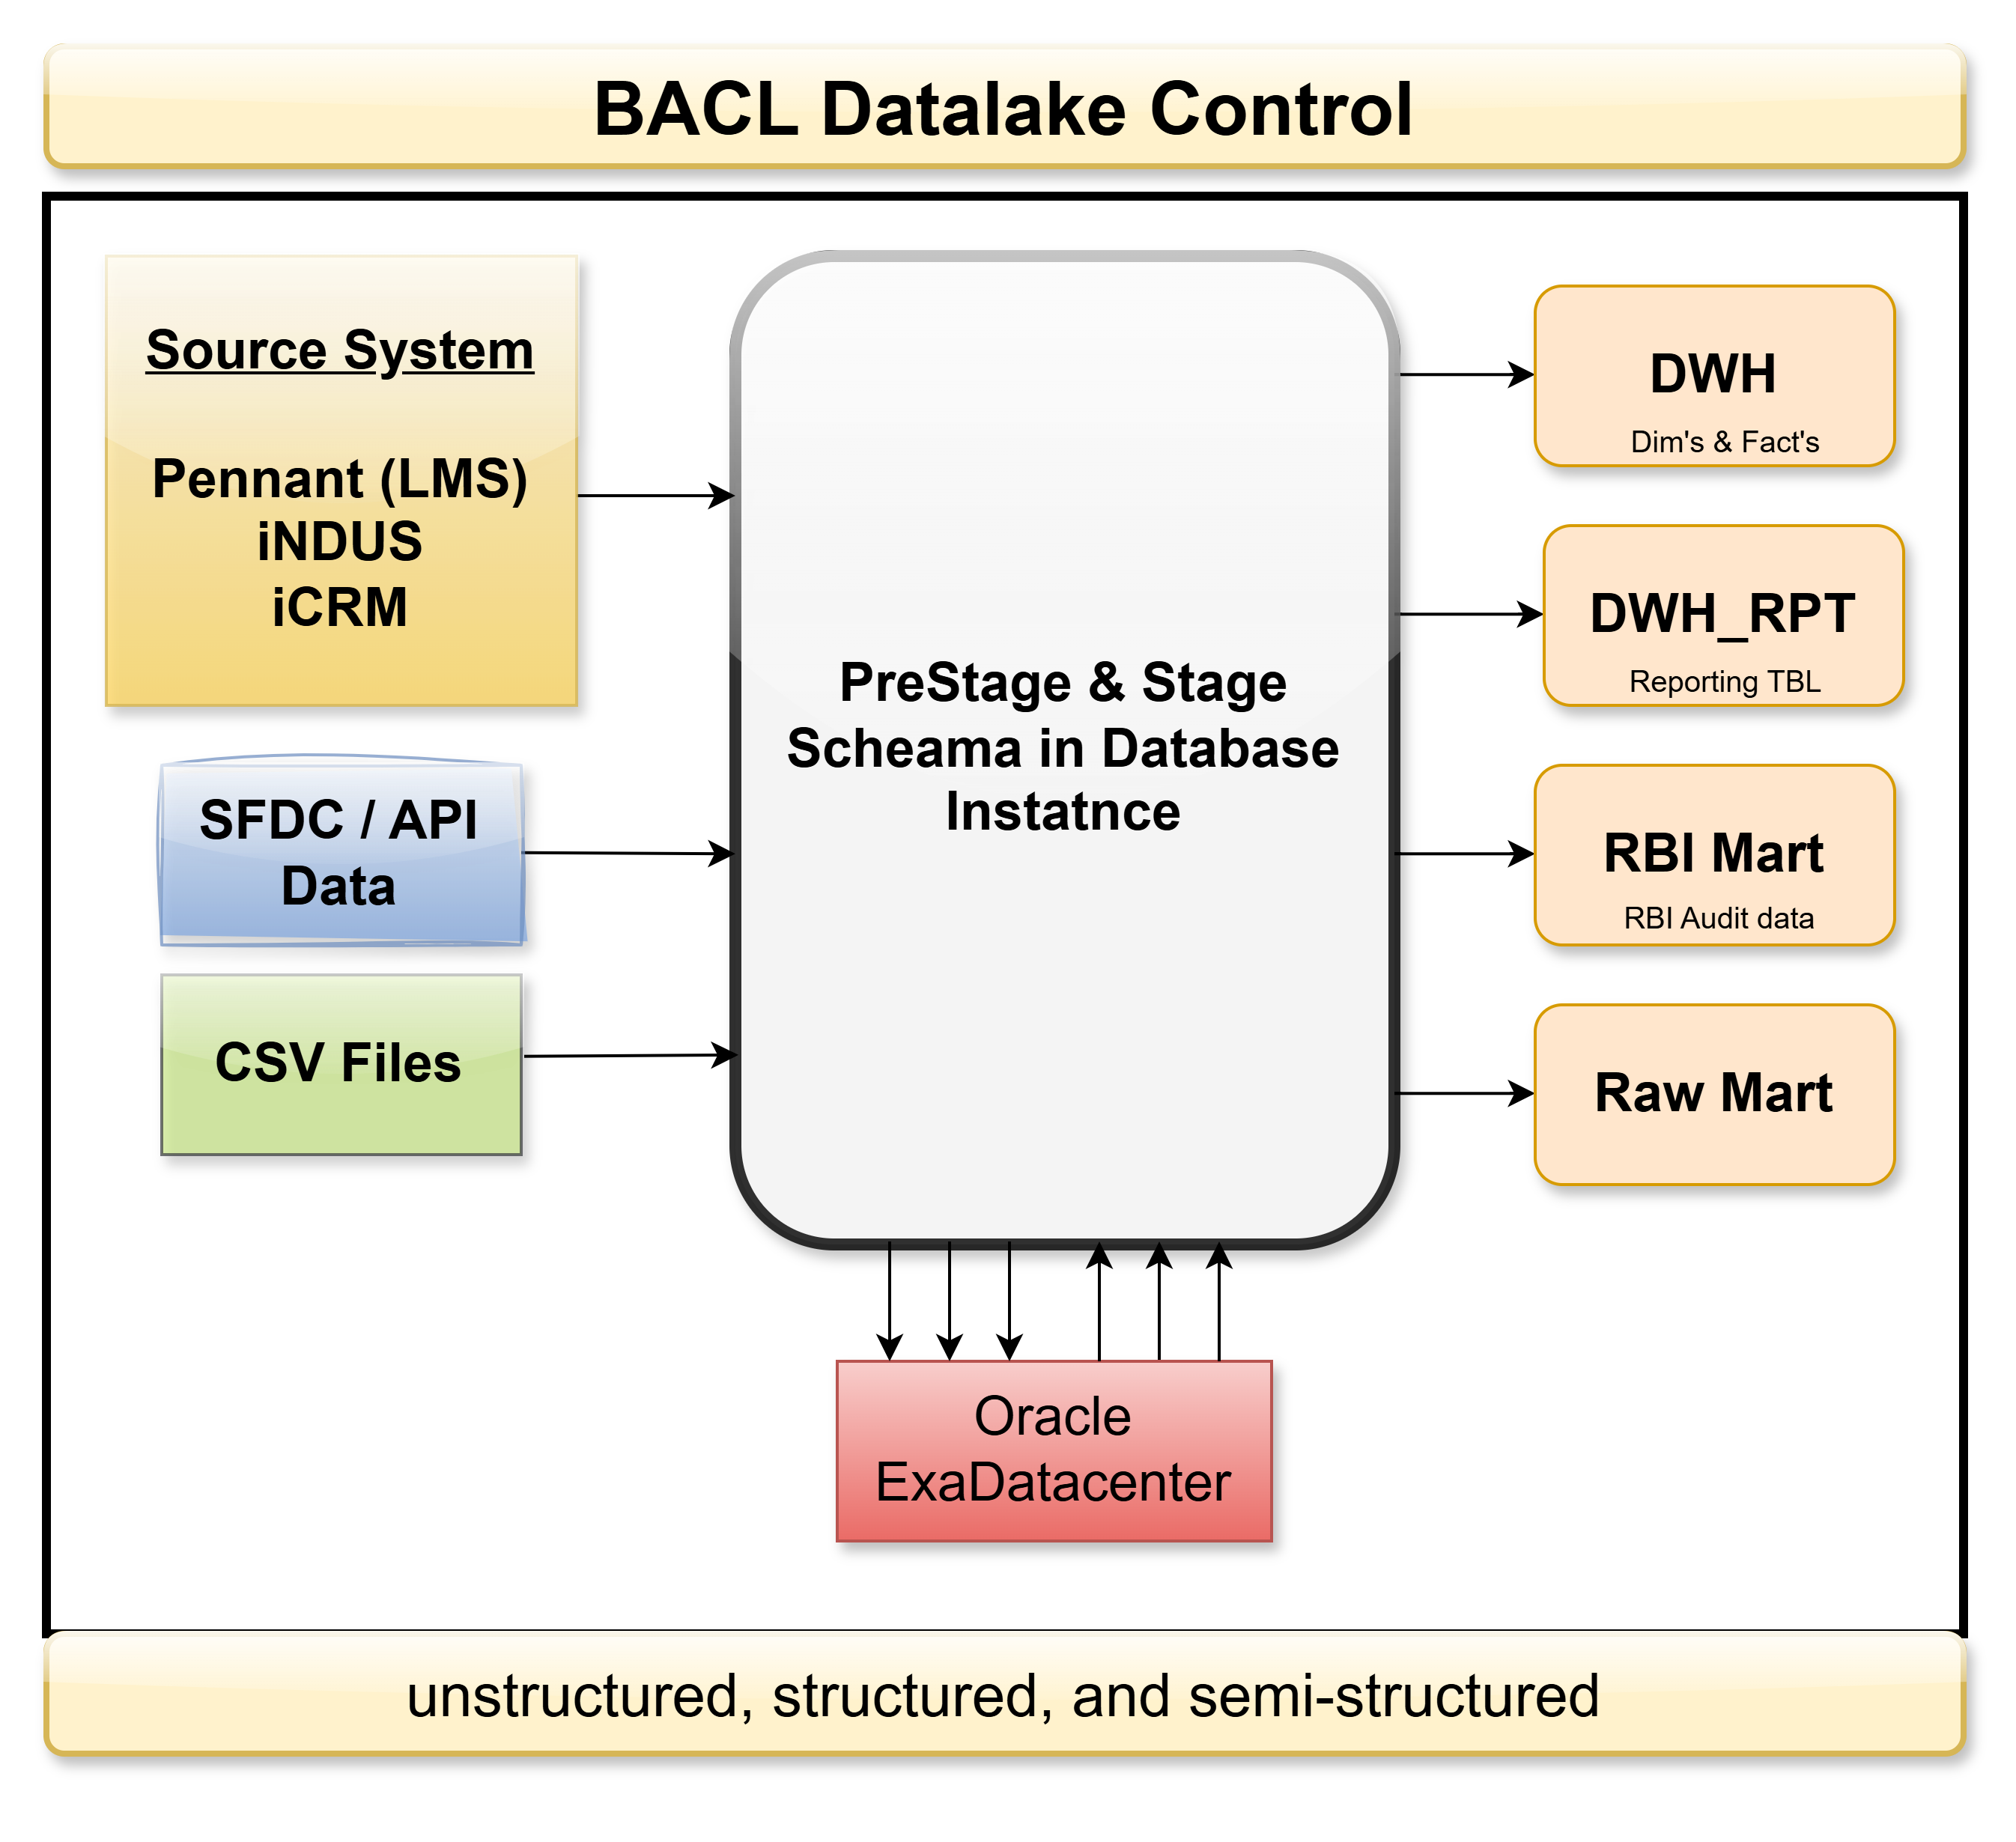 BACL Datalake Control
Source System
Pennant (LMS)
iNDUS
iCRM
SFDC / API
Data
CSV Files
PreStage & Stage
Scheama in Database
Instatnce
Oracle
ExaDatacenter
DWH
Dim's & Fact's
DWH_RPT
Reporting TBL
RBI Mart
RBI Audit data
Raw Mart
unstructured, structured, and semi-structured